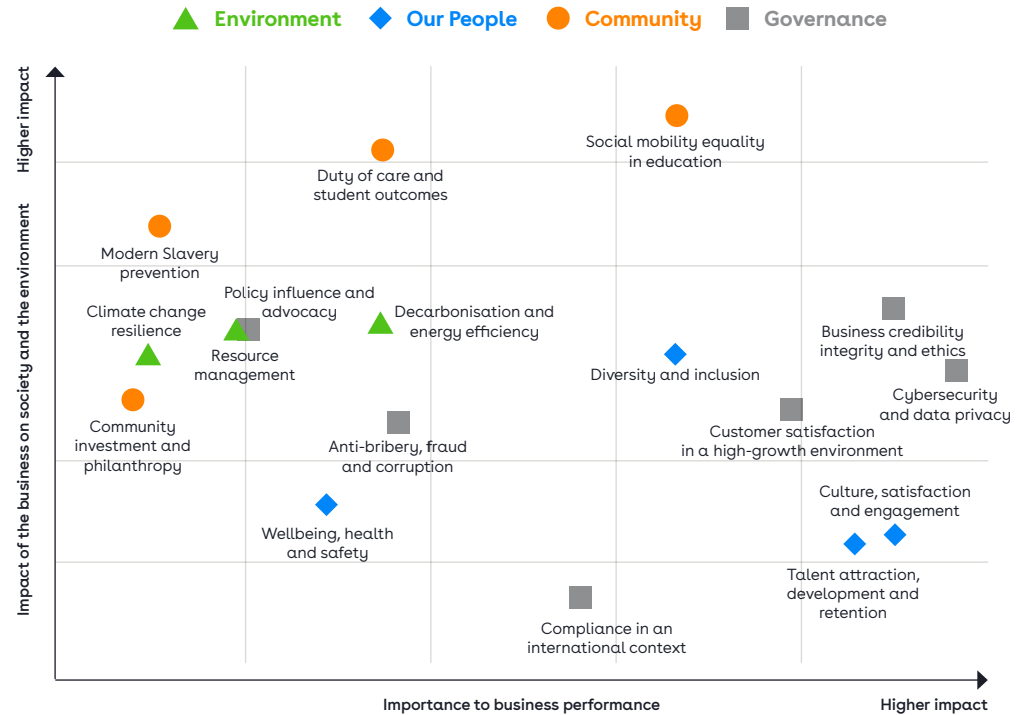 Environment Our People Community Governance
Higher impact
Impact of the business on society and the environment
Social mobility equality
in education
Duty of care and
student outcomes
Modern Slavery
prevention
Policy influence and
advocacy
Climate change
resilience
Decarbonisation and
energy efficiency
Resource
management
Business credibility
integrity and ethics
Diversity and inclusion
Cybersecurity
and data privacy
Community
investment and
philanthropy
Customer satisfaction
in a high-growth environment
Anti-bribery, fraud
and corruption
Culture, satisfaction
and engagement
Wellbeing, health
and safety
Talent attraction,
development and
retention
Compliance in an
international context
Importance to business performance
Higher impact